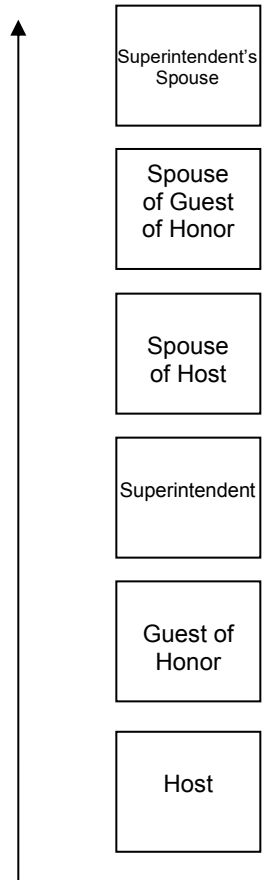 Superintendent’s
Spouse
Spouse
of Guest
of Honor
Spouse
of Host
Superintendent
Guest of
Honor
Host